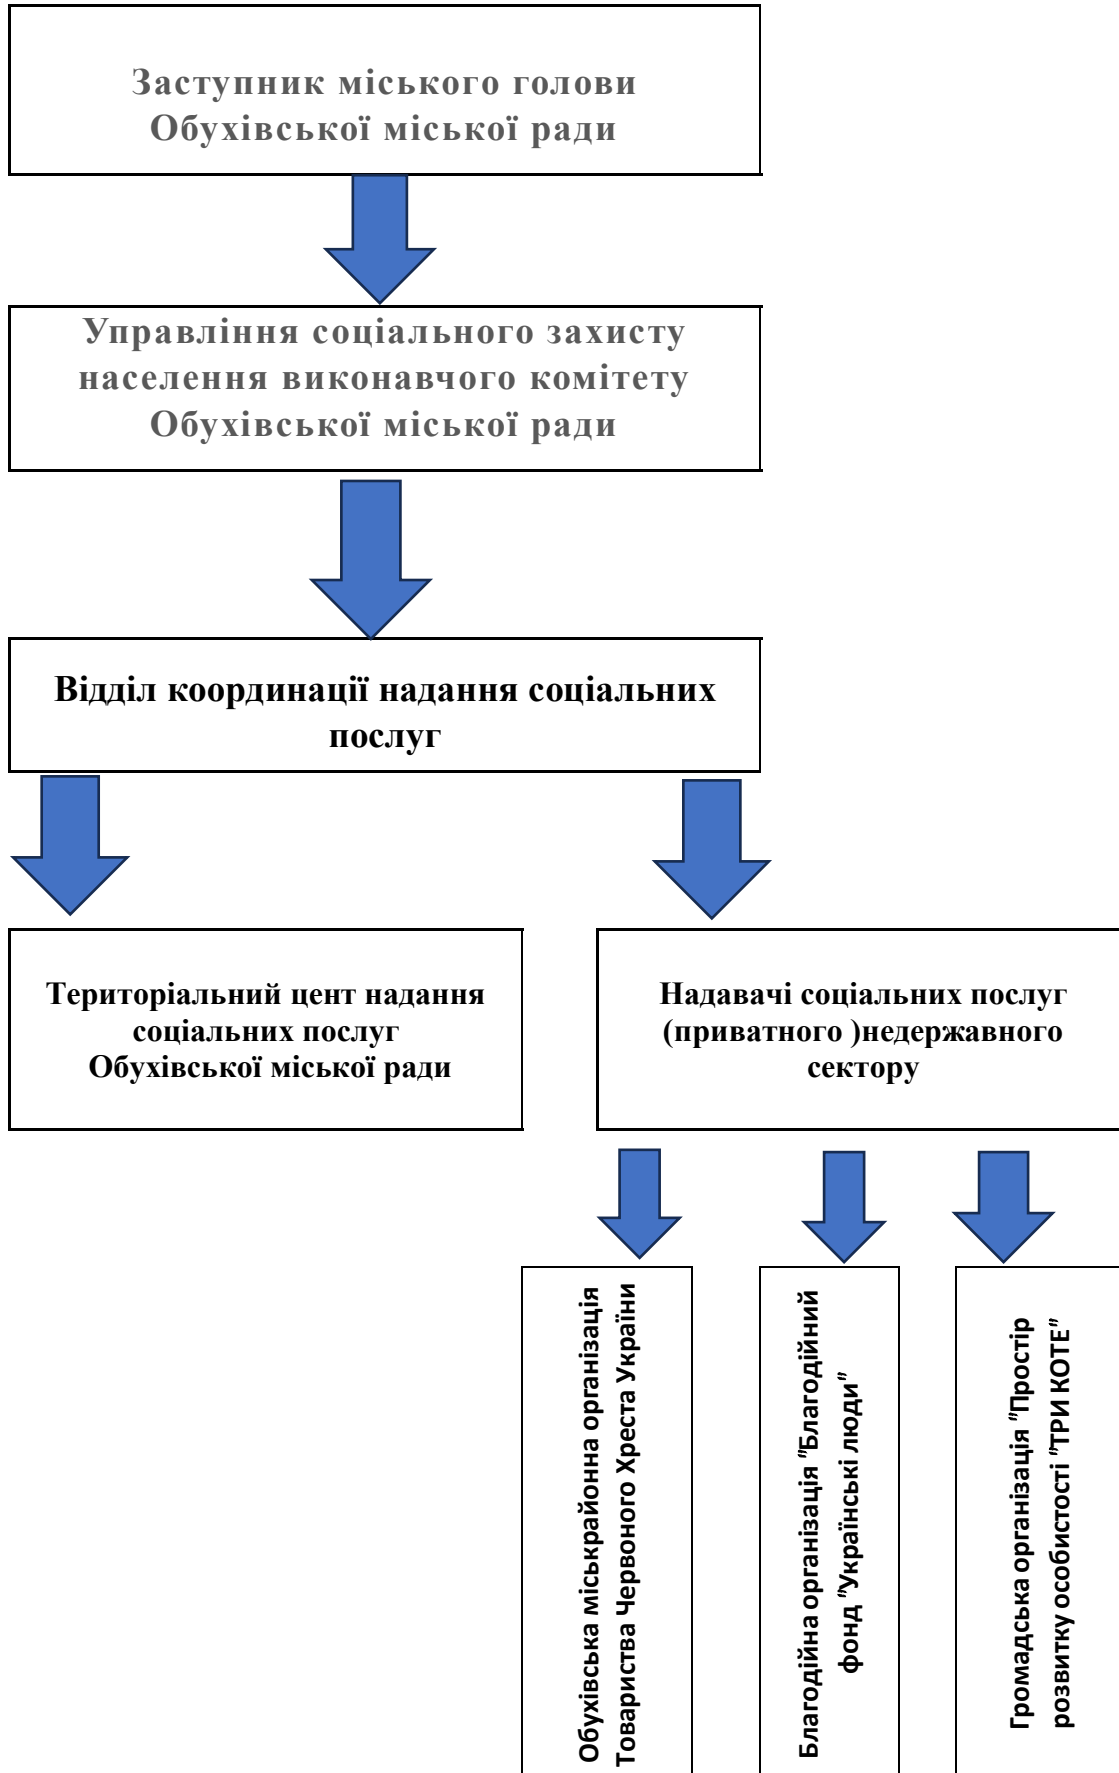 Заступник міського голови
Обухівської міської ради
Управління соціального захисту
населення виконавчого комітету
Обухівської міської ради
Відділ координації надання соціальних
послуг
Територіальний цент надання
соціальних послуг
Обухівської міської ради
Надавачі соціальних послуг
(приватного )недержавного
сектору
Обухівська міськрайонна організація
Товариства Червоного Хреста України
Благодійна організація "Благодійний
фонд "Українські люди"
Громадська організація "Простір
розвитку особистості "ТРИ КОТЕ"